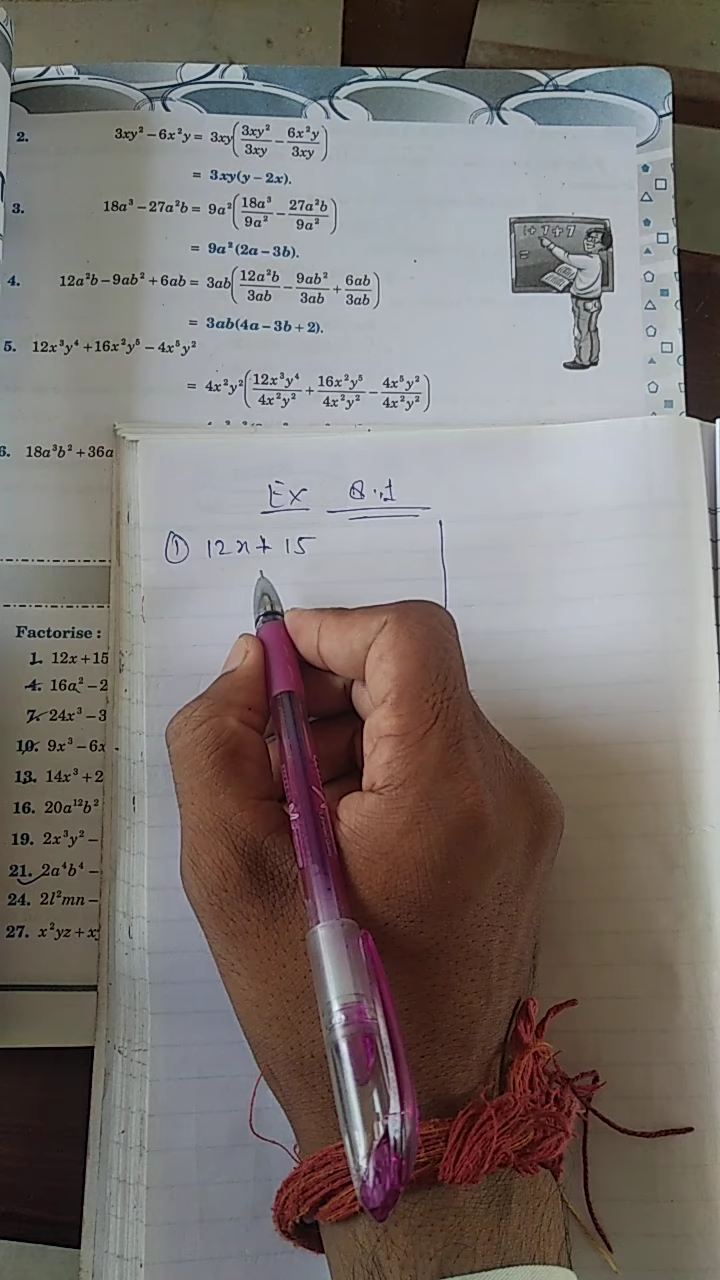 2. 3xy² − 6x²y = 3xy(3xy²/3xy − 6x²y/3xy)
= 3xy(y − 2x).
3. 18a³ − 27a²b = 9a²(18a³/9a² − 27a²b/9a²)
= 9a²(2a − 3b).
4. 12a²b − 9ab² + 6ab = 3ab(12a²b/3ab − 9ab²/3ab + 6ab/3ab)
= 3ab(4a − 3b + 2).
5. 12x³y⁴ + 16x²y⁵ − 4x⁵y²
= 4x²y²(12x³y⁴/4x²y² + 16x²y⁵/4x²y² − 4x⁵y²/4x²y²)
6. 18a³b² + 36a
1 + 7 + 7
=
Ex 8.1
① 12x + 15
Factorise :
1. 12x + 15
4. 16a² − 2
7. 24x³ − 3
10. 9x³ − 6x
13. 14x³ + 2
16. 20a¹²b²
19. 2x³y² −
21. 2a⁴b⁴ −
24. 2l²mn −
27. x²yz + x